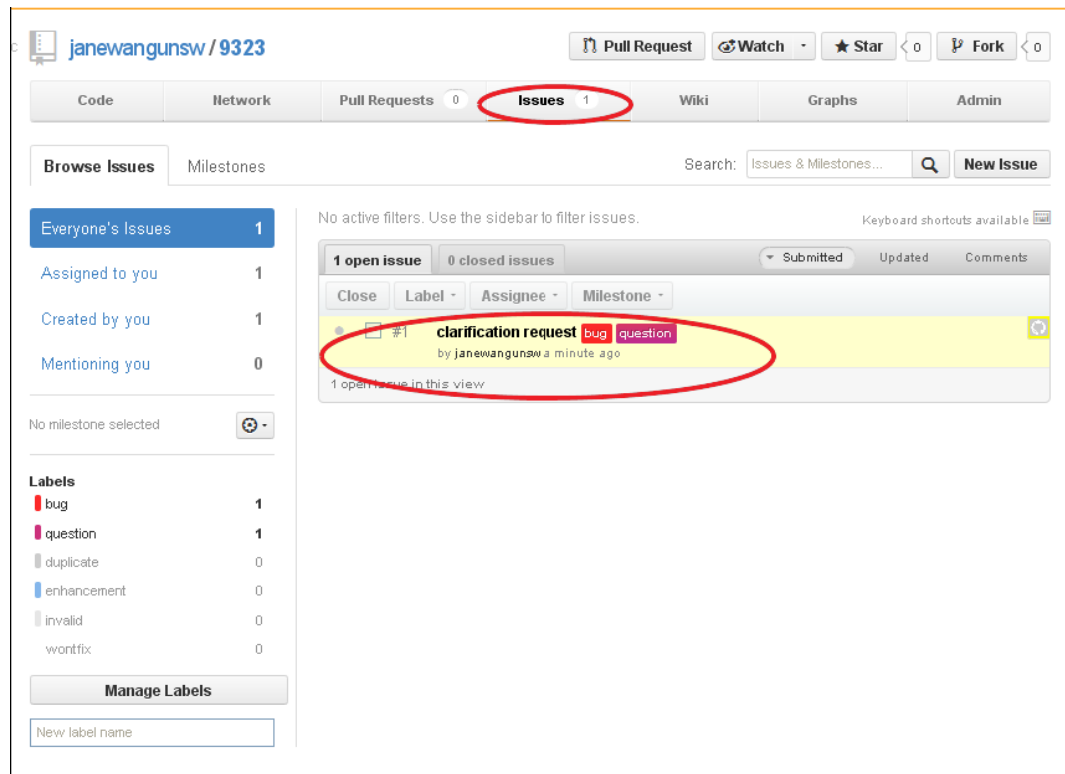 c
janewangunsw / 9323
Pull Request Watch Star 0 Fork 0
Code Network Pull Requests 0 Issues 1 Wiki Graphs Admin
Browse Issues Milestones Search: Issues & Milestones... New Issue
Everyone's Issues 1
Assigned to you 1
Created by you 1
Mentioning you 0
No milestone selected
Labels
bug 1
question 1
duplicate 0
enhancement 0
invalid 0
wontfix 0
Manage Labels
New label name
No active filters. Use the sidebar to filter issues. Keyboard shortcuts available
1 open issue 0 closed issues Submitted Updated Comments
Close Label Assignee Milestone
#1 clarification request bug question
by janewangunsw a minute ago
1 open issue in this view